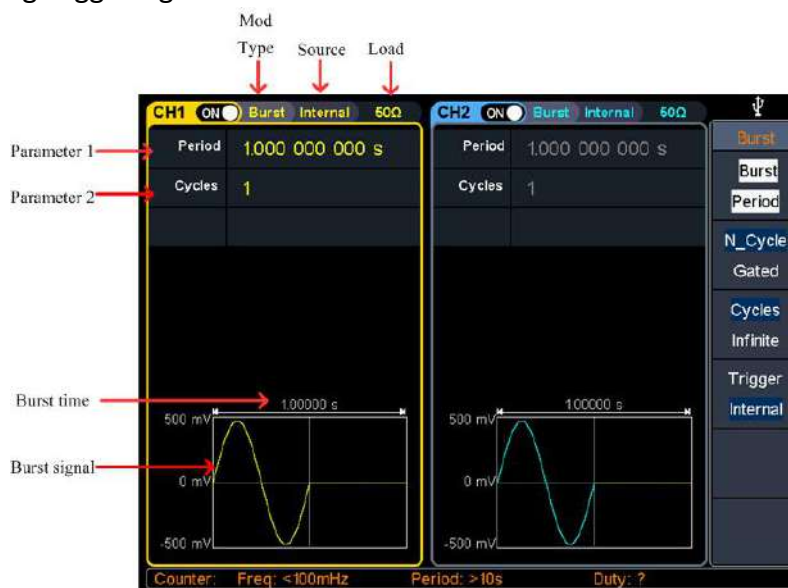 Mod
Type Source Load
CH1 ON Burst Internal 50Ω
CH2 ON Burst Internal 50Ω
Parameter 1
Period 1.000 000 000 s
Period 1.000 000 000 s
Parameter 2
Cycles 1
Cycles 1
Burst
Burst
Period
N_Cycle
Gated
Cycles
Infinite
Trigger
Internal
Burst time
1.00000 s
1.00000 s
500 mV
500 mV
Burst signal
0 mV
0 mV
-500 mV
-500 mV
Counter: Freq: <100mHz Period: >10s Duty: ?